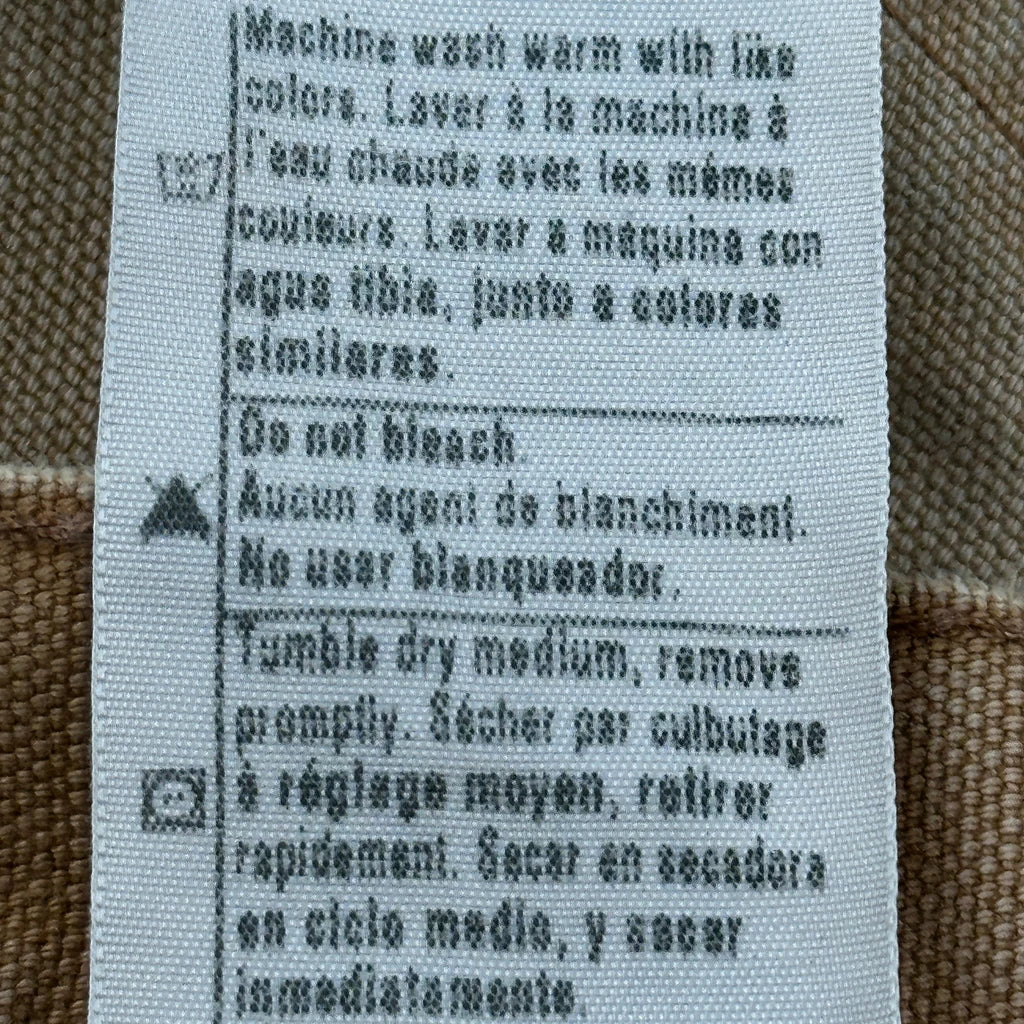 Machine wash warm with like
colors. Laver à la machine à
l'eau chaude avec les mêmes
couleurs. Lavar a maquina con
agua tibia, junto a colores
similares.
Do not bleach.
Aucun agent de blanchiment.
No usar blanqueador.
Tumble dry medium, remove
promptly. Sécher par culbutage
à réglage moyen, retirer
rapidement. Secar en secadora
en ciclo medio, y sacar
inmediatamente.